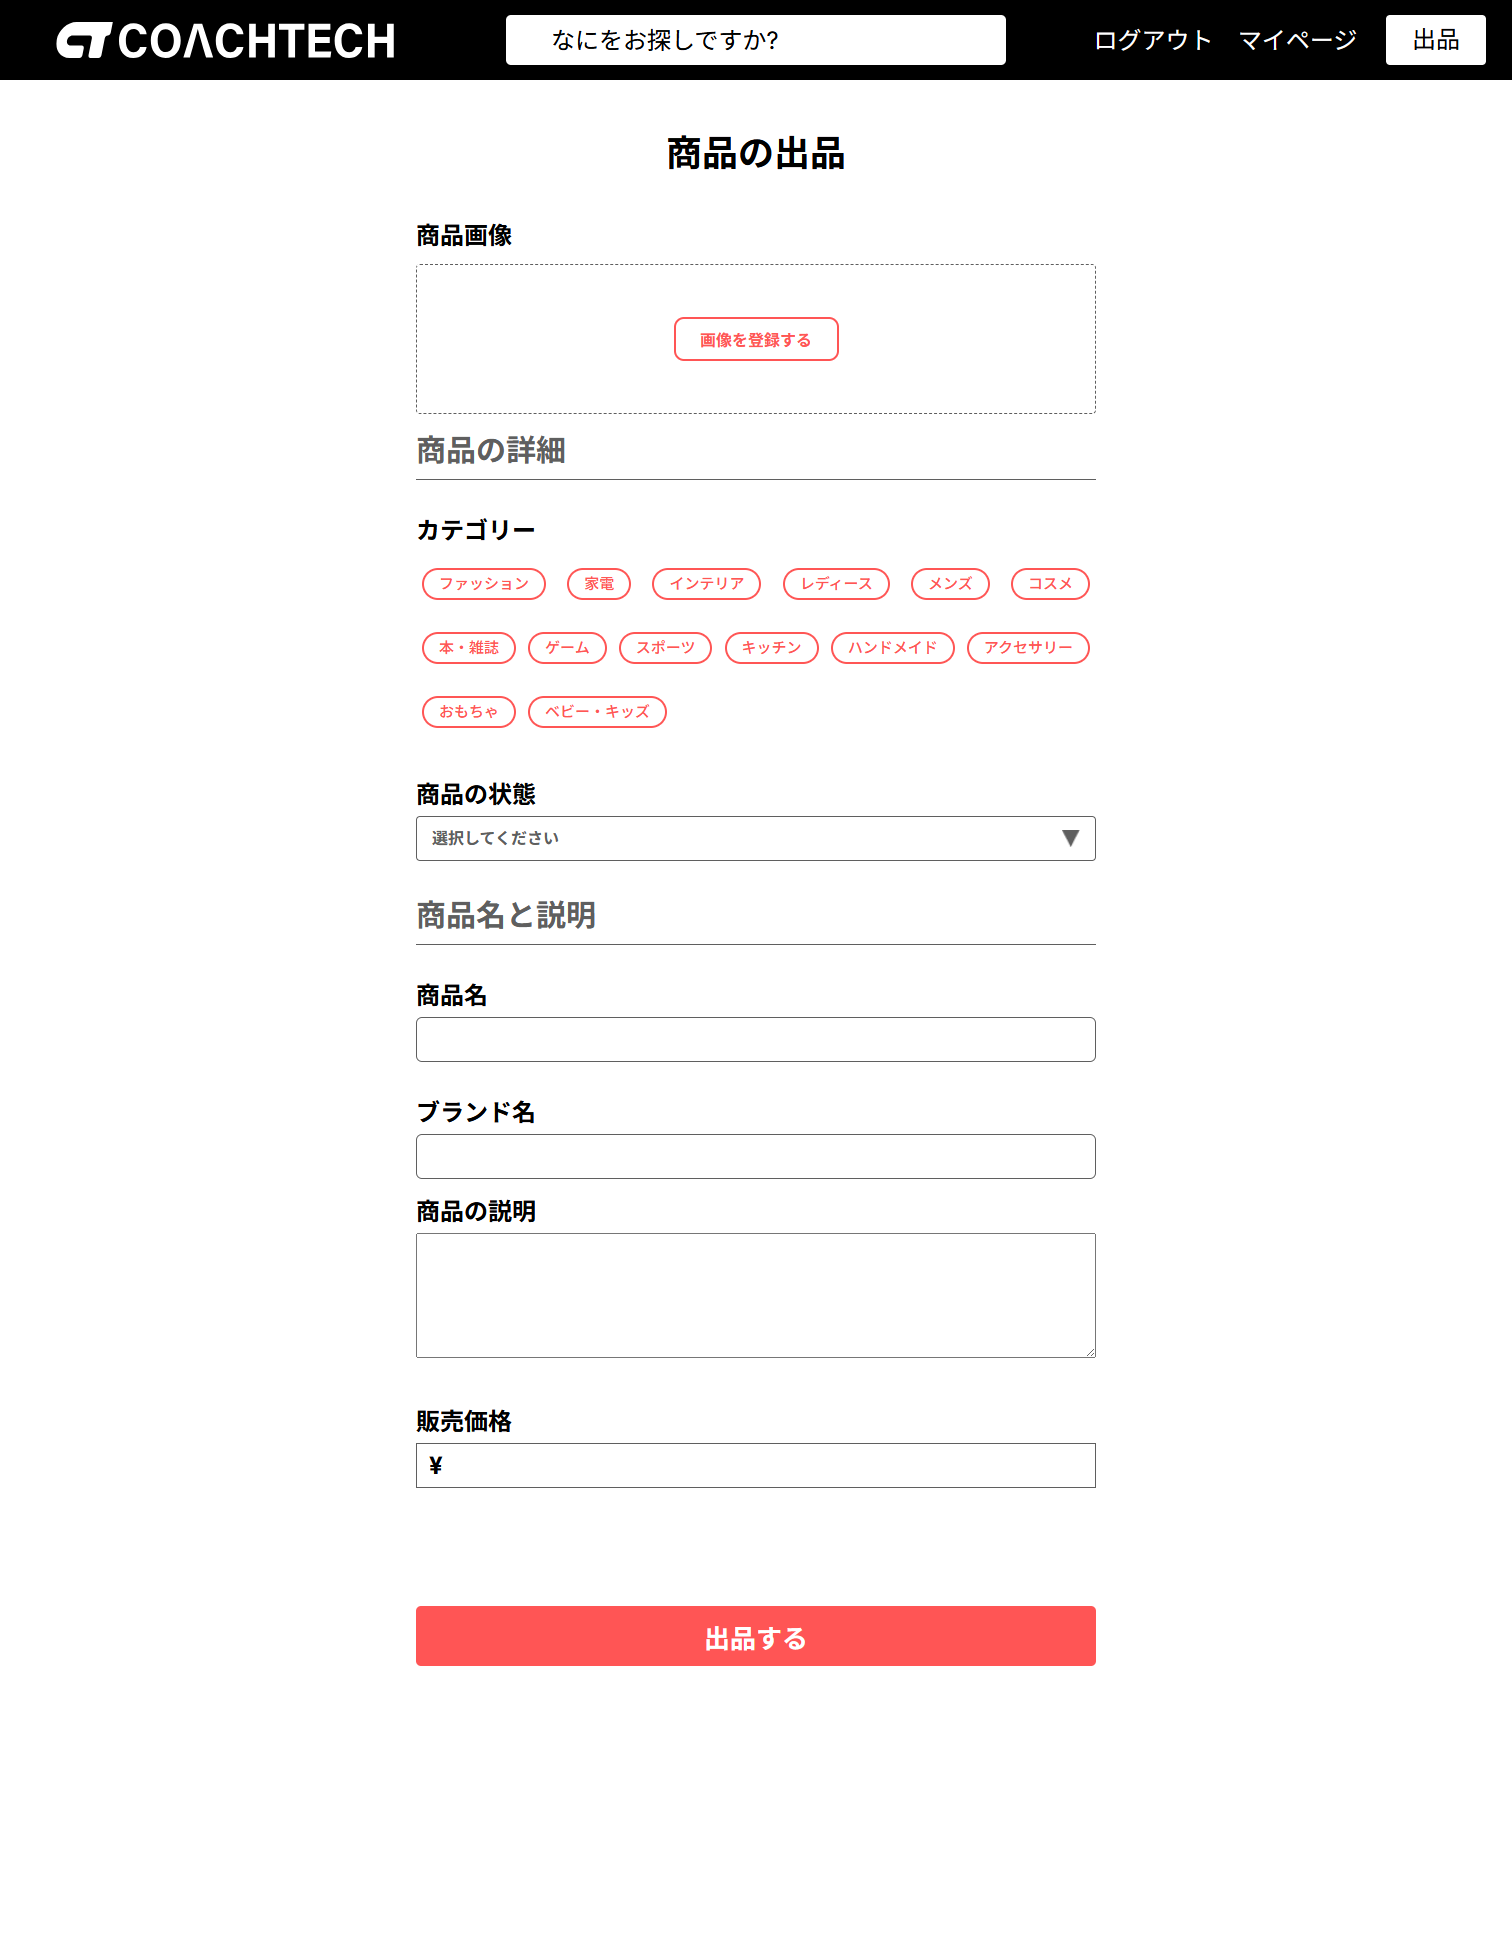 COACHTECH
なにをお探しですか?
ログアウト マイページ 出品
商品の出品
商品画像
画像を登録する
商品の詳細
カテゴリー
ファッション 家電 インテリア レディース メンズ コスメ
本・雑誌 ゲーム スポーツ キッチン ハンドメイド アクセサリー
おもちゃ ベビー・キッズ
商品の状態
選択してください
商品名と説明
商品名
ブランド名
商品の説明
販売価格
¥
出品する